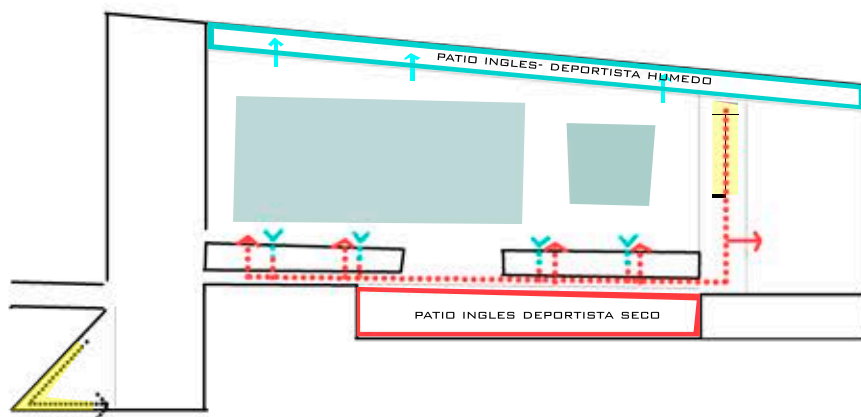 PATIO INGLES- DEPORTISTA HUMEDO
PATIO INGLES DEPORTISTA SECO